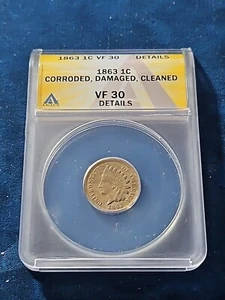 1863 1C VF 30 DETAILS
1863 1C
CORRODED, DAMAGED, CLEANED
VF 30
DETAILS